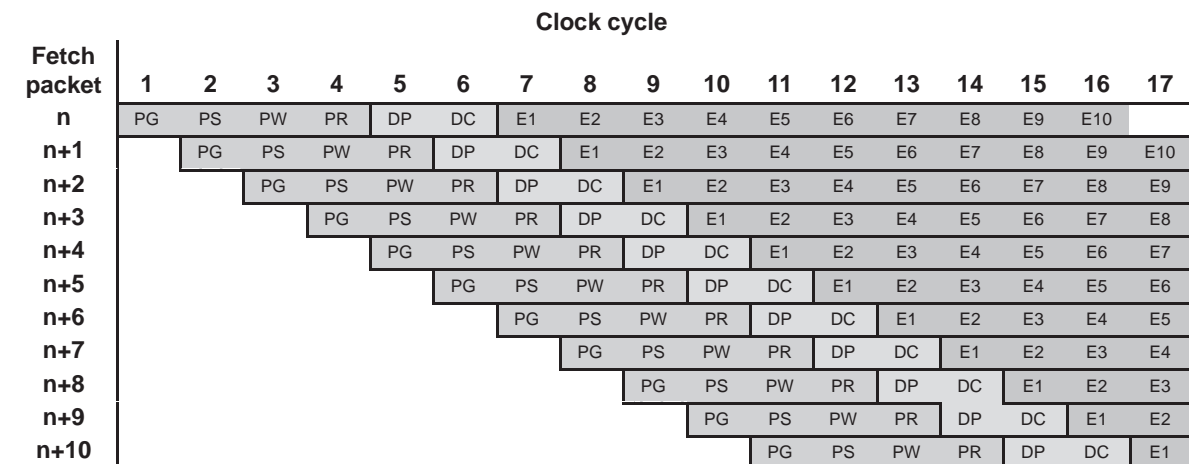 Clock cycle
Fetch
packet 1 2 3 4 5 6 7 8 9 10 11 12 13 14 15 16 17
n PG PS PW PR DP DC E1 E2 E3 E4 E5 E6 E7 E8 E9 E10
n+1 PG PS PW PR DP DC E1 E2 E3 E4 E5 E6 E7 E8 E9 E10
n+2 PG PS PW PR DP DC E1 E2 E3 E4 E5 E6 E7 E8 E9
n+3 PG PS PW PR DP DC E1 E2 E3 E4 E5 E6 E7 E8
n+4 PG PS PW PR DP DC E1 E2 E3 E4 E5 E6 E7
n+5 PG PS PW PR DP DC E1 E2 E3 E4 E5 E6
n+6 PG PS PW PR DP DC E1 E2 E3 E4 E5
n+7 PG PS PW PR DP DC E1 E2 E3 E4
n+8 PG PS PW PR DP DC E1 E2 E3
n+9 PG PS PW PR DP DC E1 E2
n+10 PG PS PW PR DP DC E1